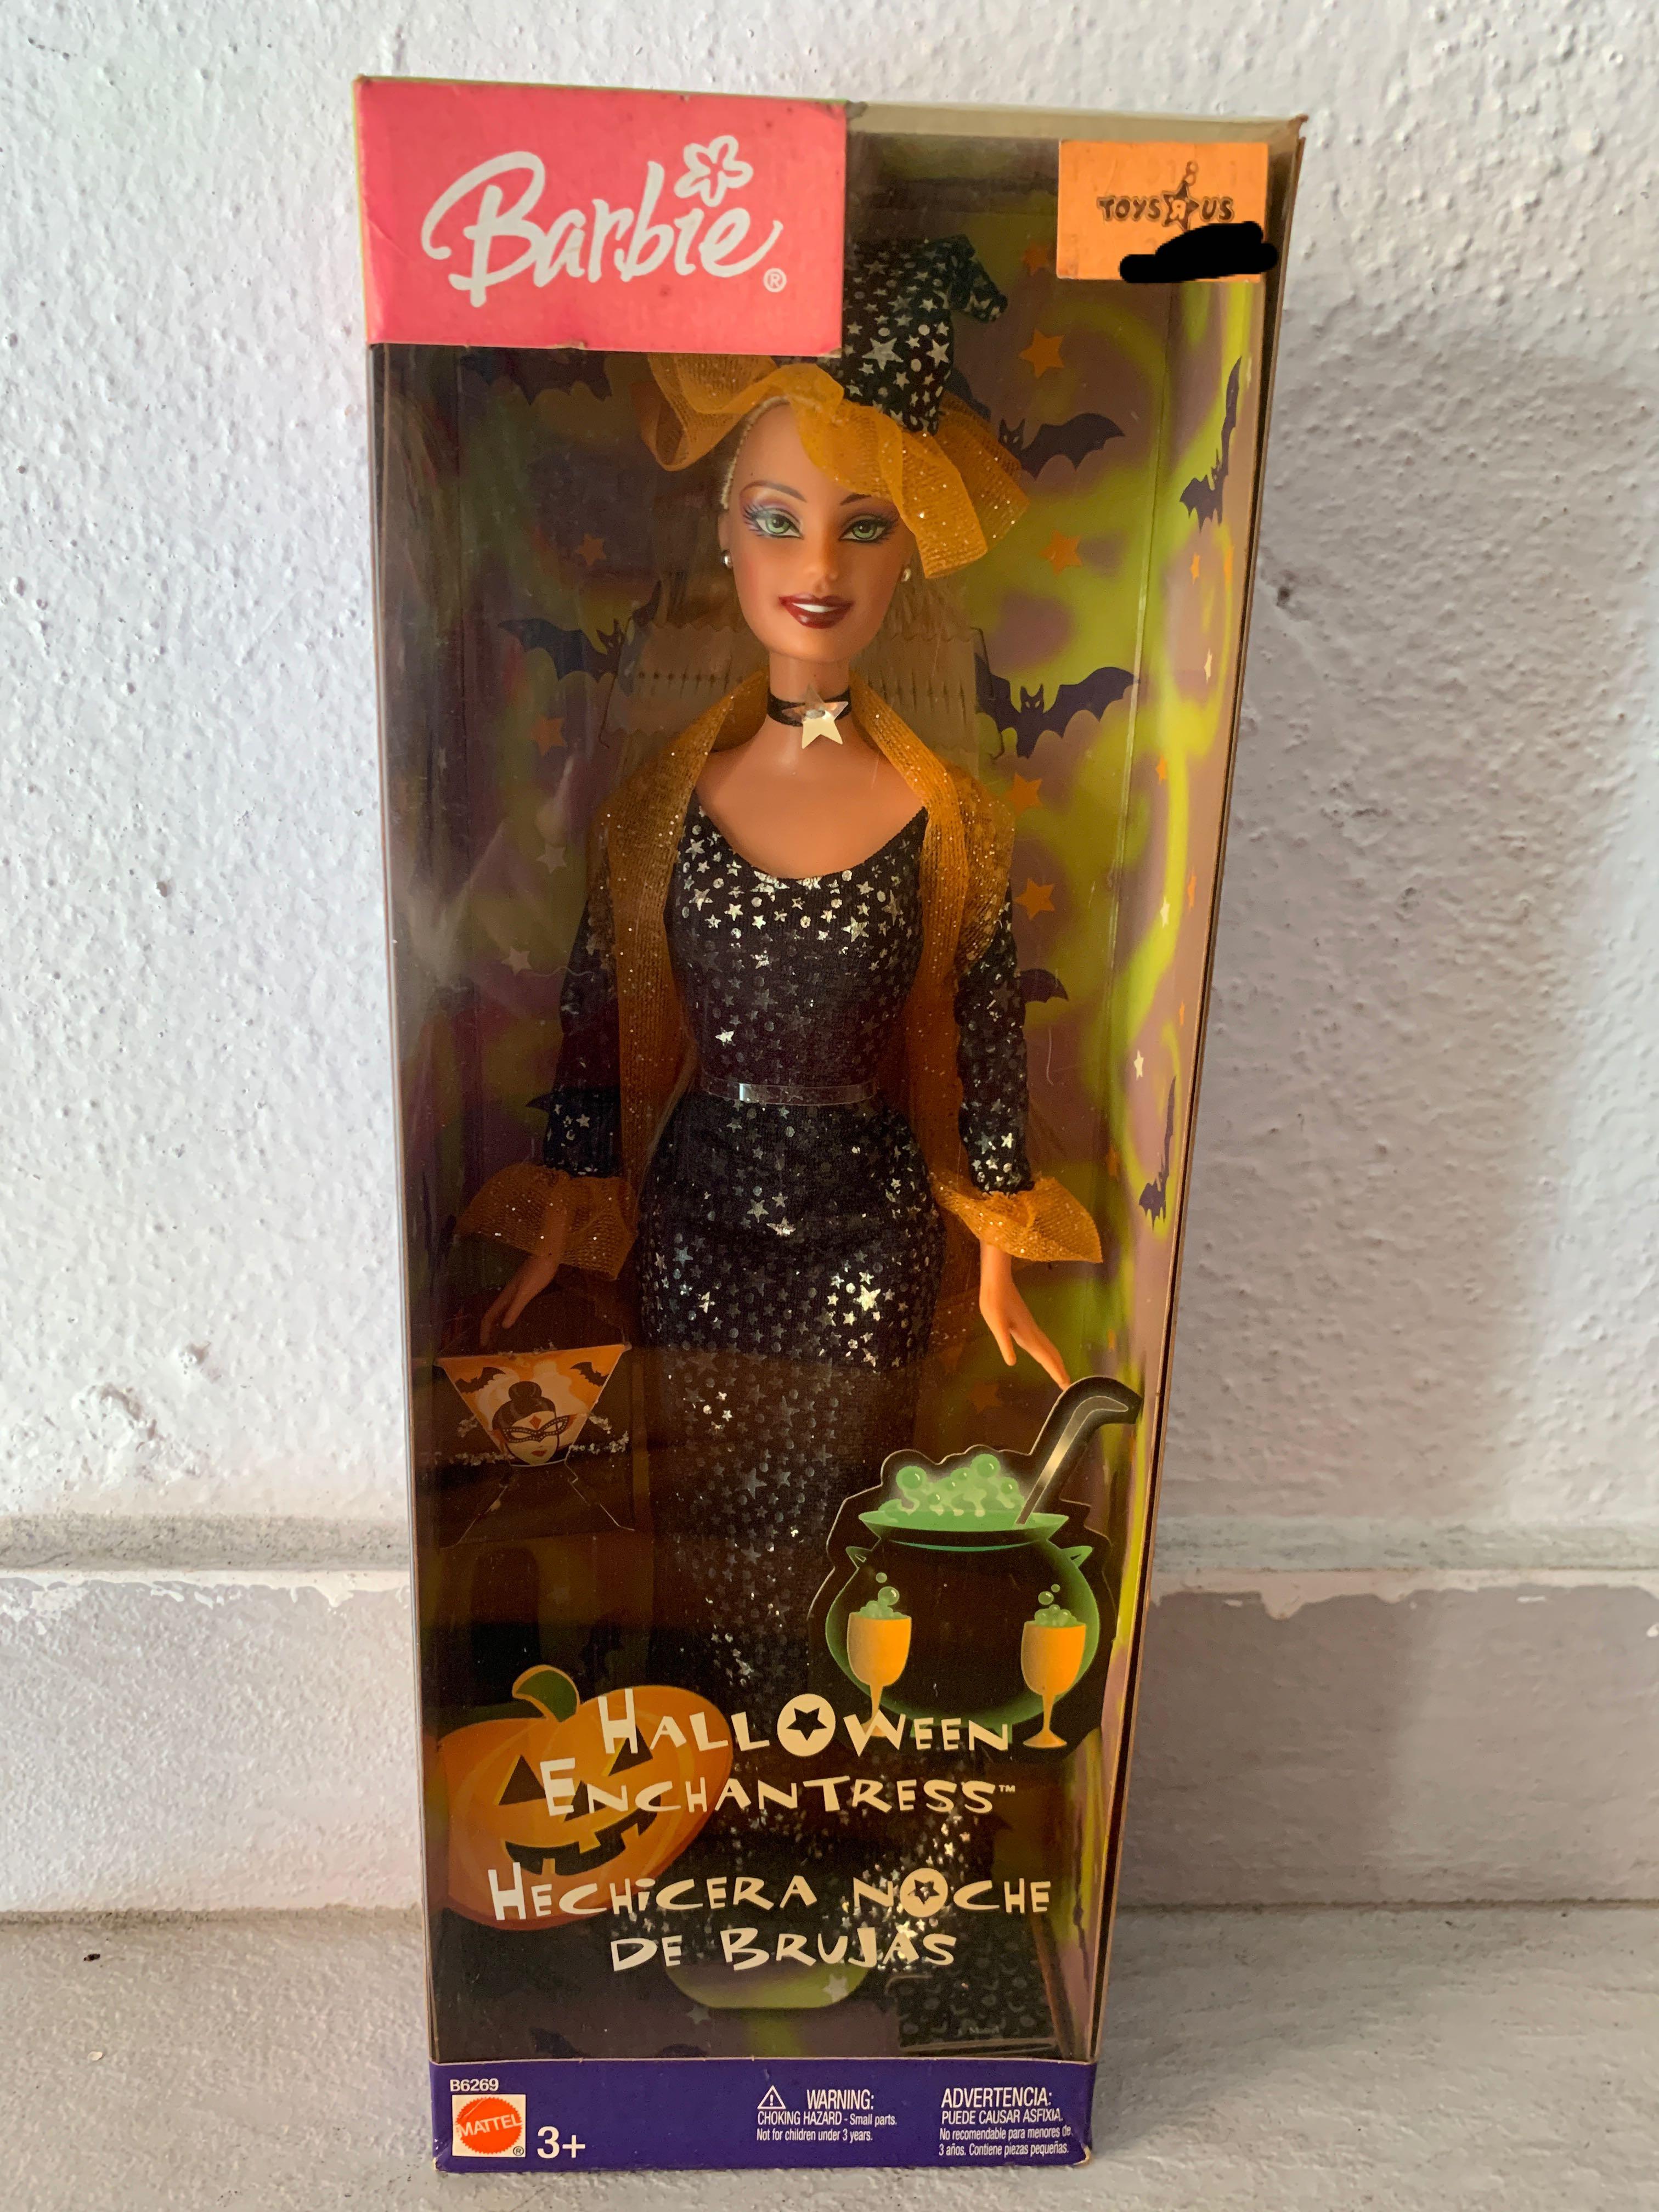 Barbie®
TOYS R US
HALLOWEEN
ENCHANTRESS™
HECHiCERA NOCHE
DE BRUJAS
B6269
MATTEL®
3+
WARNING:
CHOKING HAZARD - Small parts.
Not for children under 3 years.
ADVERTENCIA:
PUEDE CAUSAR ASFIXIA.
No recomendable para menores de
3 años. Contiene piezas pequeñas.